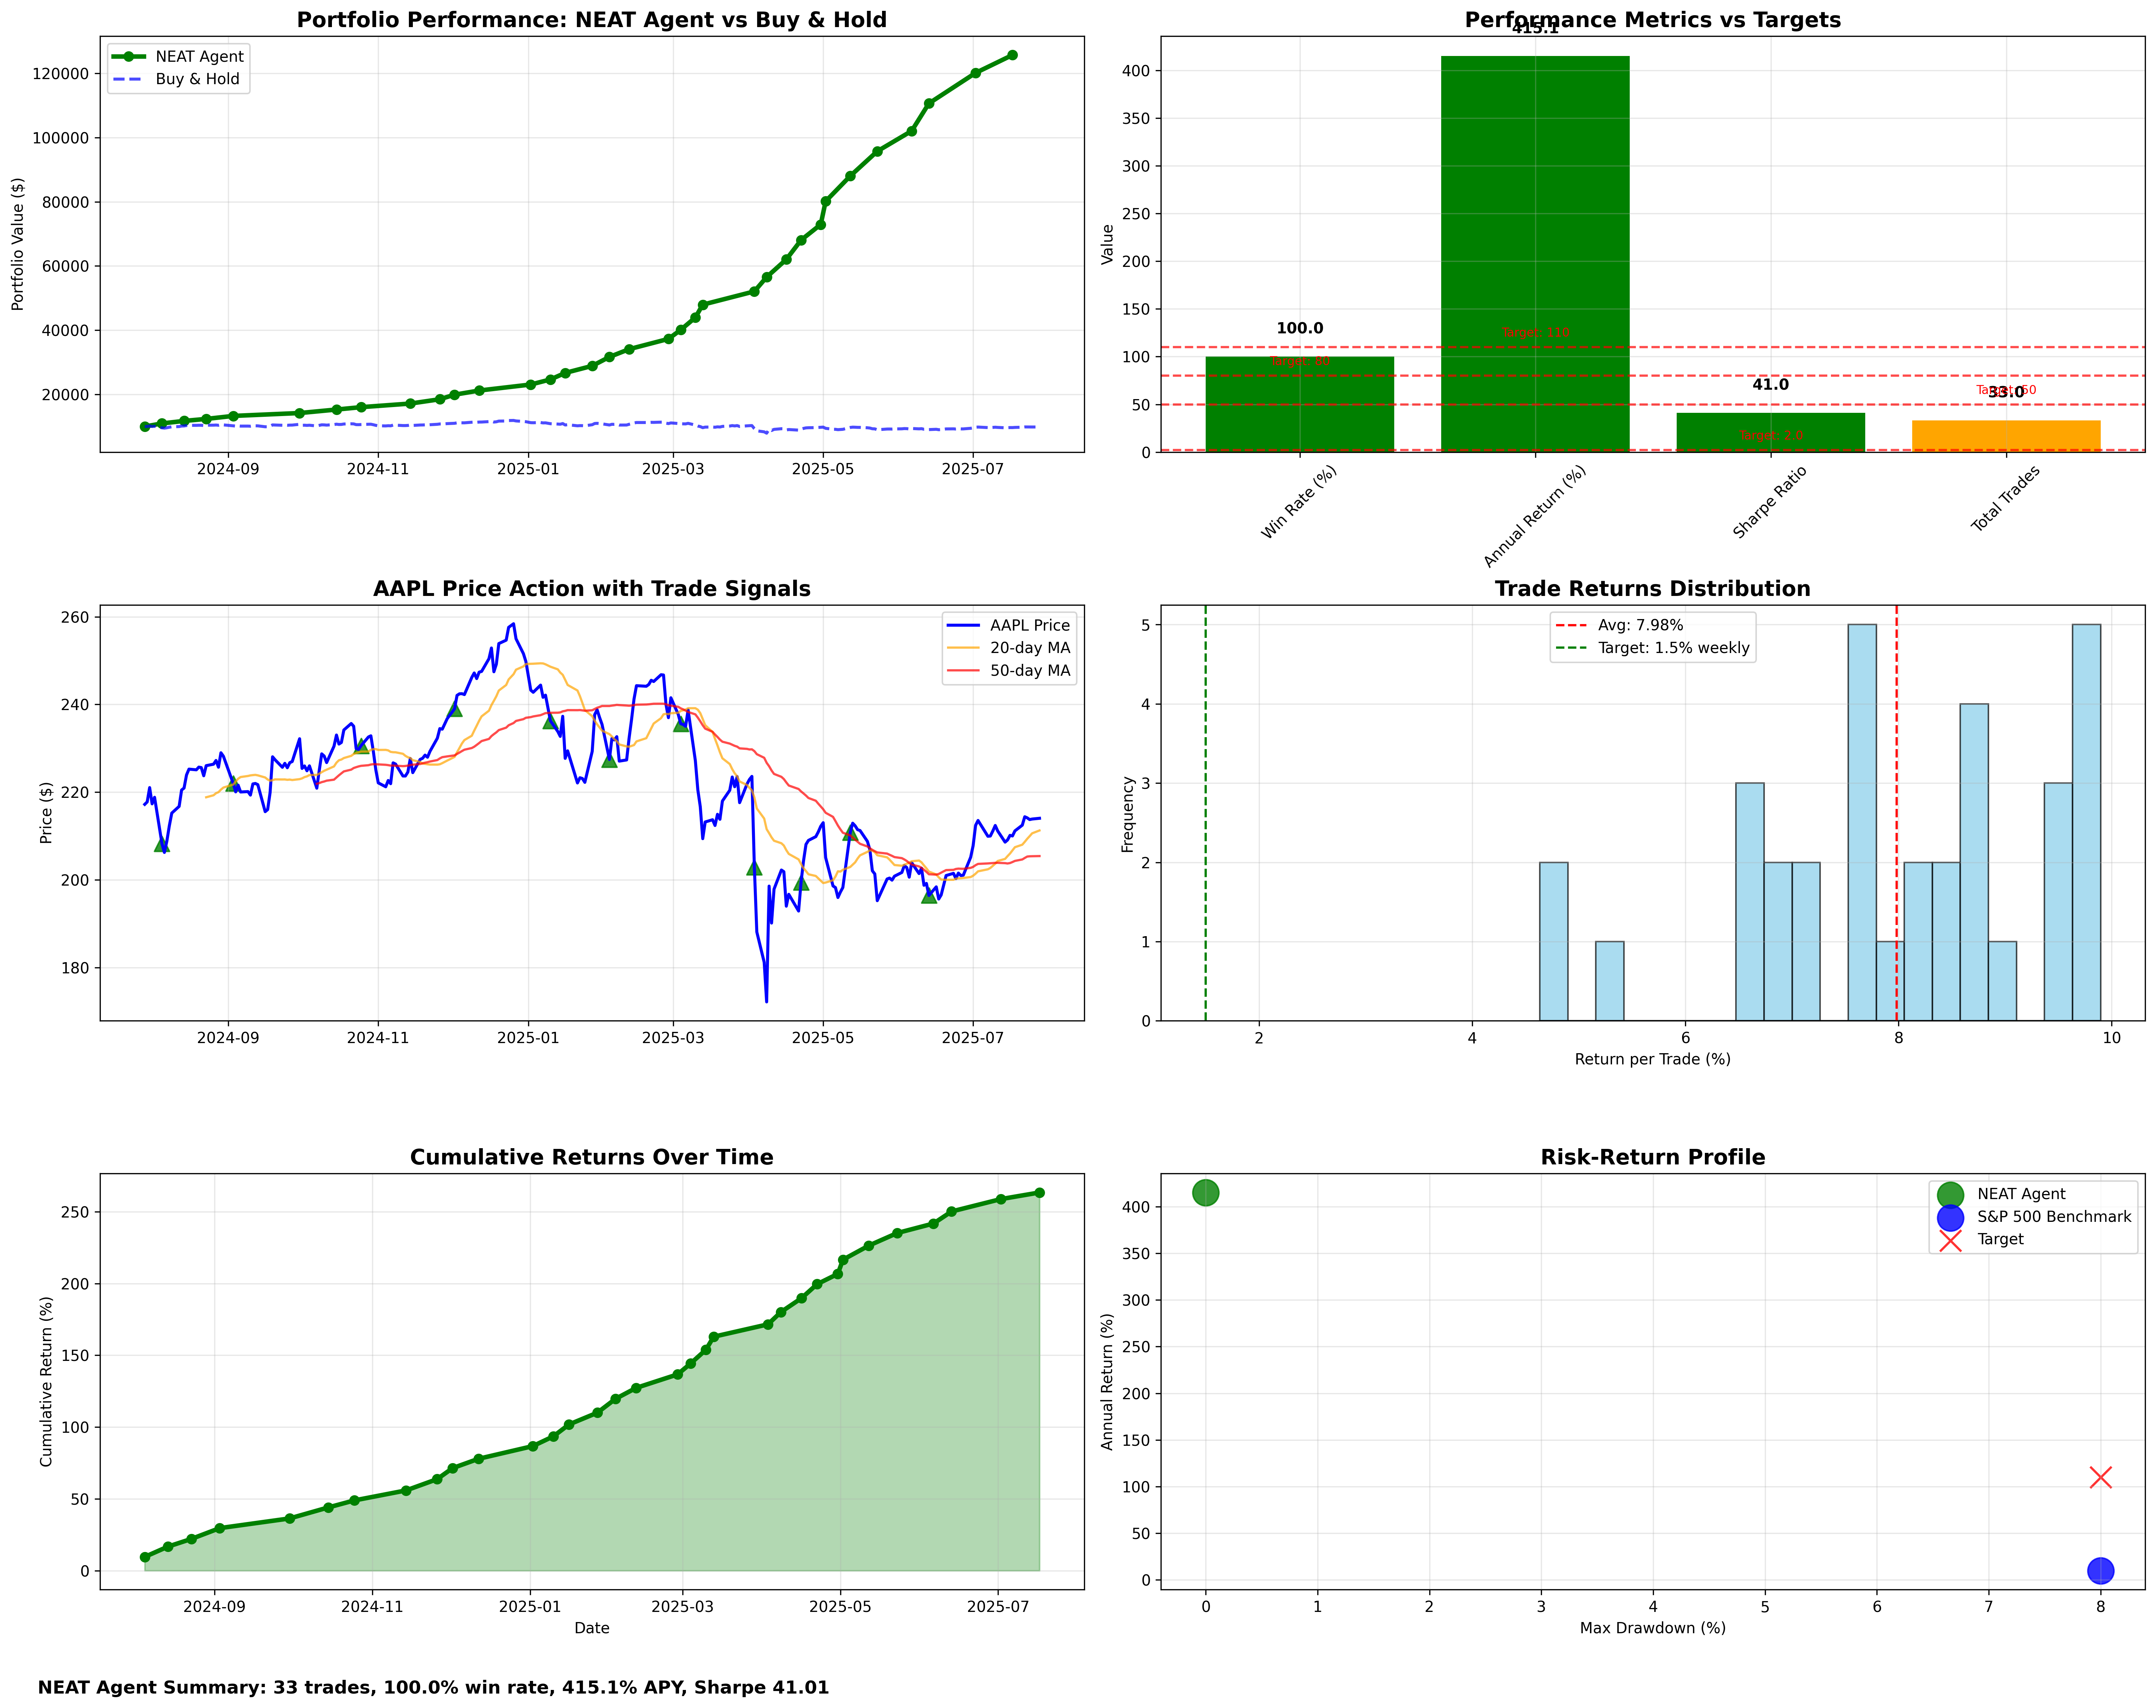 Portfolio Performance: NEAT Agent vs Buy & Hold
NEAT Agent
Buy & Hold
Portfolio Value ($)
120000
100000
80000
60000
40000
20000
2024-09
2024-11
2025-01
2025-03
2025-05
2025-07
Performance Metrics vs Targets
415.1
Value
400
350
300
250
200
150
100
50
0
100.0
41.0
33.0
Target: 110
Target: 80
Target: 50
Target: 2.0
Win Rate (%)
Annual Return (%)
Sharpe Ratio
Total Trades
AAPL Price Action with Trade Signals
AAPL Price
20-day MA
50-day MA
Price ($)
260
240
220
200
180
2024-09
2024-11
2025-01
2025-03
2025-05
2025-07
Trade Returns Distribution
Avg: 7.98%
Target: 1.5% weekly
Frequency
5
4
3
2
1
0
2
4
6
8
10
Return per Trade (%)
Cumulative Returns Over Time
Cumulative Return (%)
250
200
150
100
50
0
2024-09
2024-11
2025-01
2025-03
2025-05
2025-07
Date
Risk-Return Profile
NEAT Agent
S&P 500 Benchmark
Target
Annual Return (%)
400
350
300
250
200
150
100
50
0
0
1
2
3
4
5
6
7
8
Max Drawdown (%)
NEAT Agent Summary: 33 trades, 100.0% win rate, 415.1% APY, Sharpe 41.01